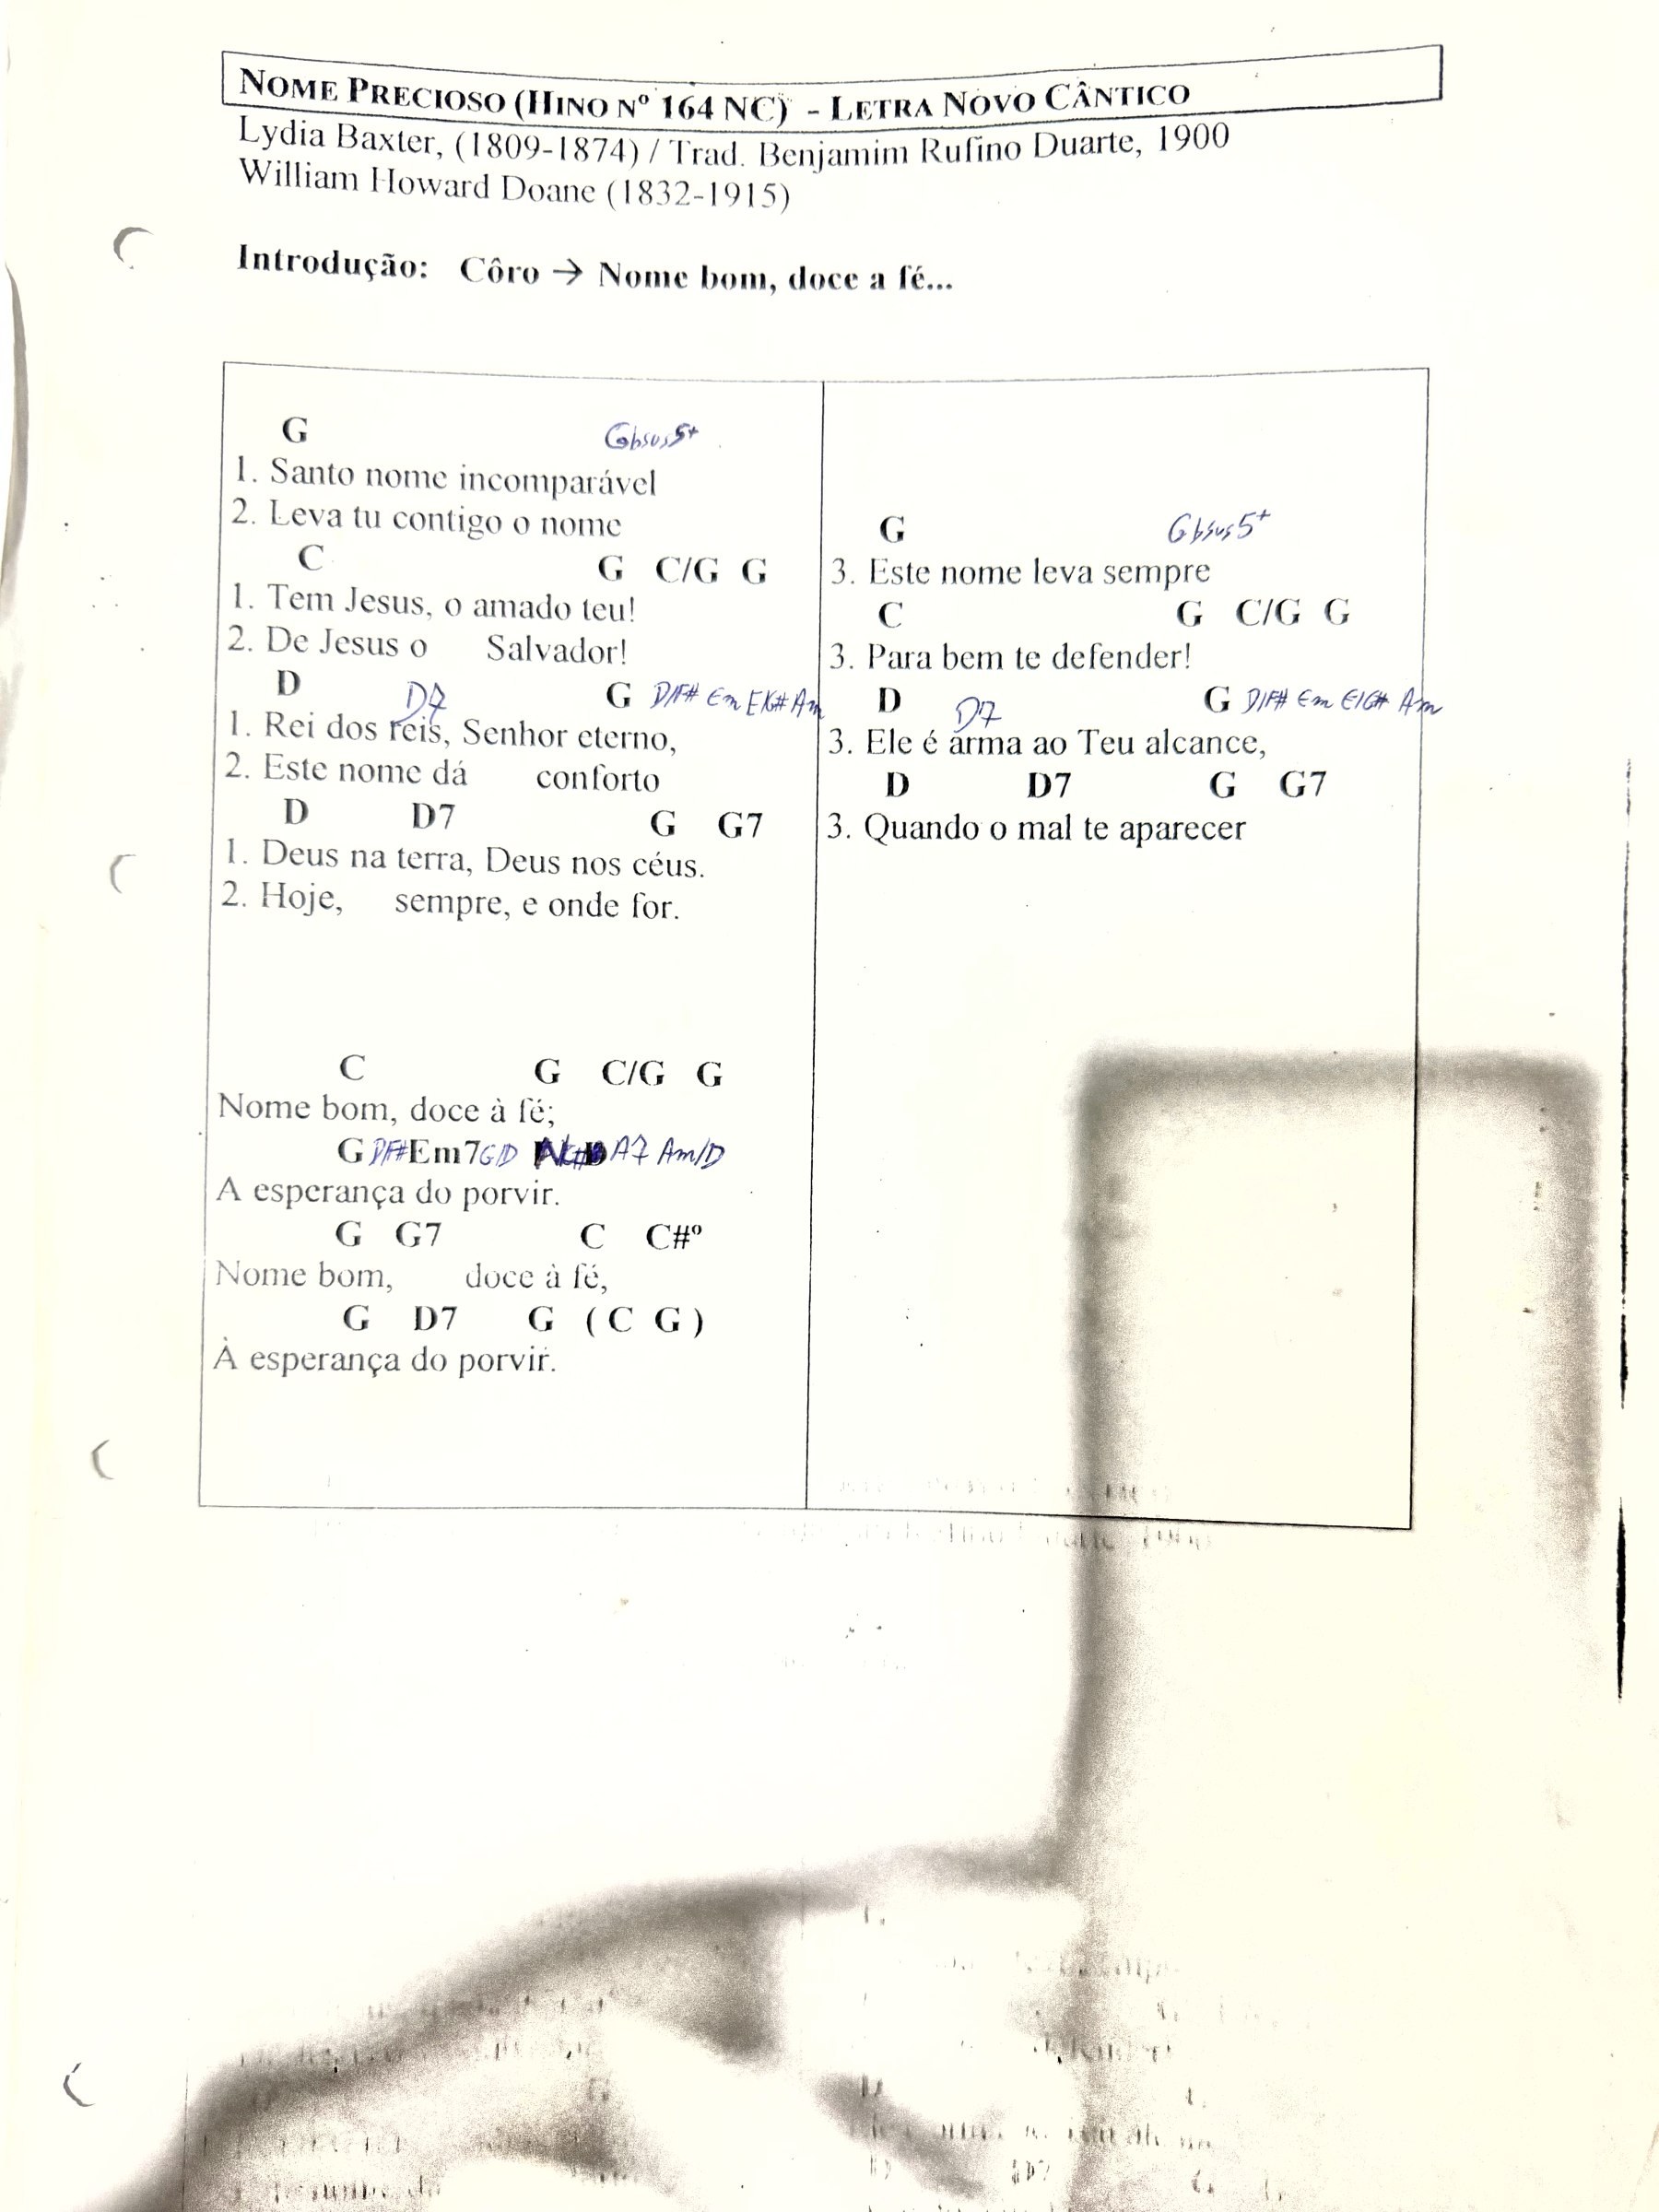 NOME PRECIOSO (HINO Nº 164 NC) - LETRA NOVO CÂNTICO
Lydia Baxter, (1809-1874) / Trad. Benjamim Rufino Duarte, 1900
William Howard Doane (1832-1915)
Introdução: Côro → Nome bom, doce a fé...
G Gbsus5+
1. Santo nome incomparável
2. Leva tu contigo o nome
C G C/G G
1. Tem Jesus, o amado teu!
2. De Jesus o Salvador!
D D7 G D/F# Em E/G# Am
1. Rei dos reis, Senhor eterno,
2. Este nome dá conforto
D D7 G G7
1. Deus na terra, Deus nos céus.
2. Hoje, sempre, e onde for.
C G C/G G
Nome bom, doce à fé;
G D/F# Em7 G/D A7 Am/D
A esperança do porvir.
G G7 C C#º
Nome bom, doce à fé,
G D7 G ( C G )
À esperança do porvir.
G Gbsus5+
3. Este nome leva sempre
C G C/G G
3. Para bem te defender!
D D7 G D/F# Em E/G# Am
3. Ele é arma ao Teu alcance,
D D7 G G7
3. Quando o mal te aparecer